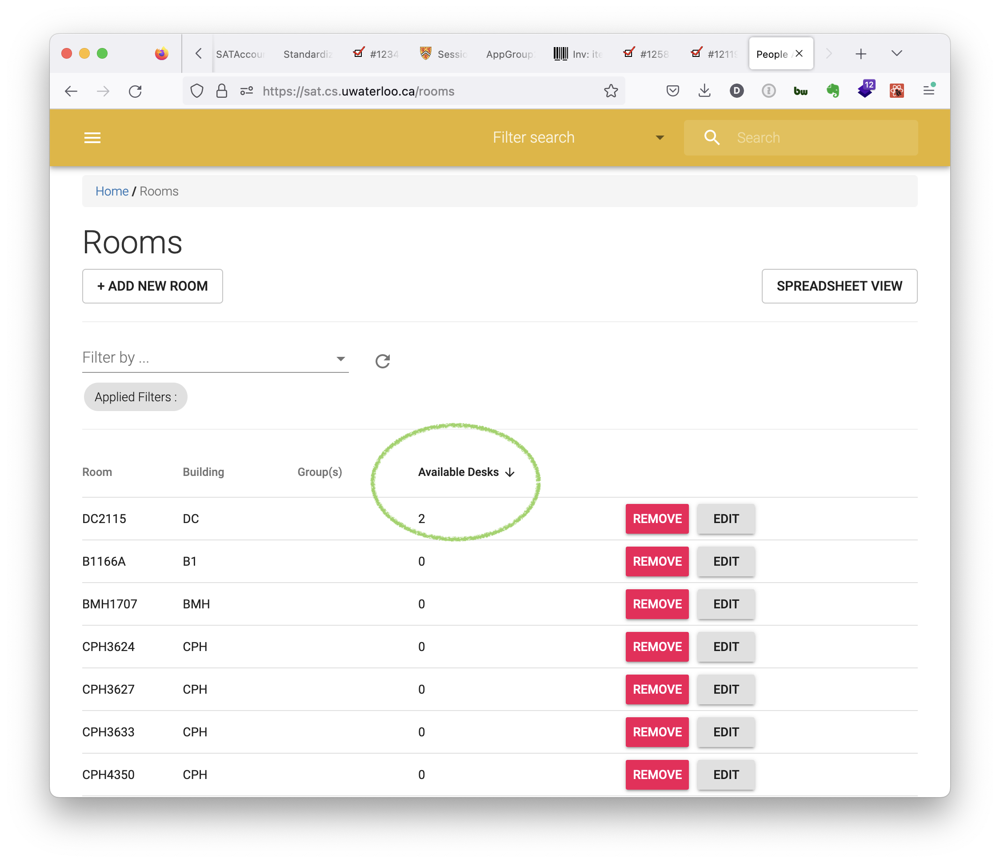 SATAccour Standardiz #1234 Sessic AppGroup Inv: ite #1258 #12119 People
https://sat.cs.uwaterloo.ca/rooms D bw 12
Filter search Search
Home / Rooms
Rooms
+ ADD NEW ROOM SPREADSHEET VIEW
Filter by ...
Applied Filters :
Room Building Group(s) Available Desks
DC2115 DC 2 REMOVE EDIT
B1166A B1 0 REMOVE EDIT
BMH1707 BMH 0 REMOVE EDIT
CPH3624 CPH 0 REMOVE EDIT
CPH3627 CPH 0 REMOVE EDIT
CPH3633 CPH 0 REMOVE EDIT
CPH4350 CPH 0 REMOVE EDIT